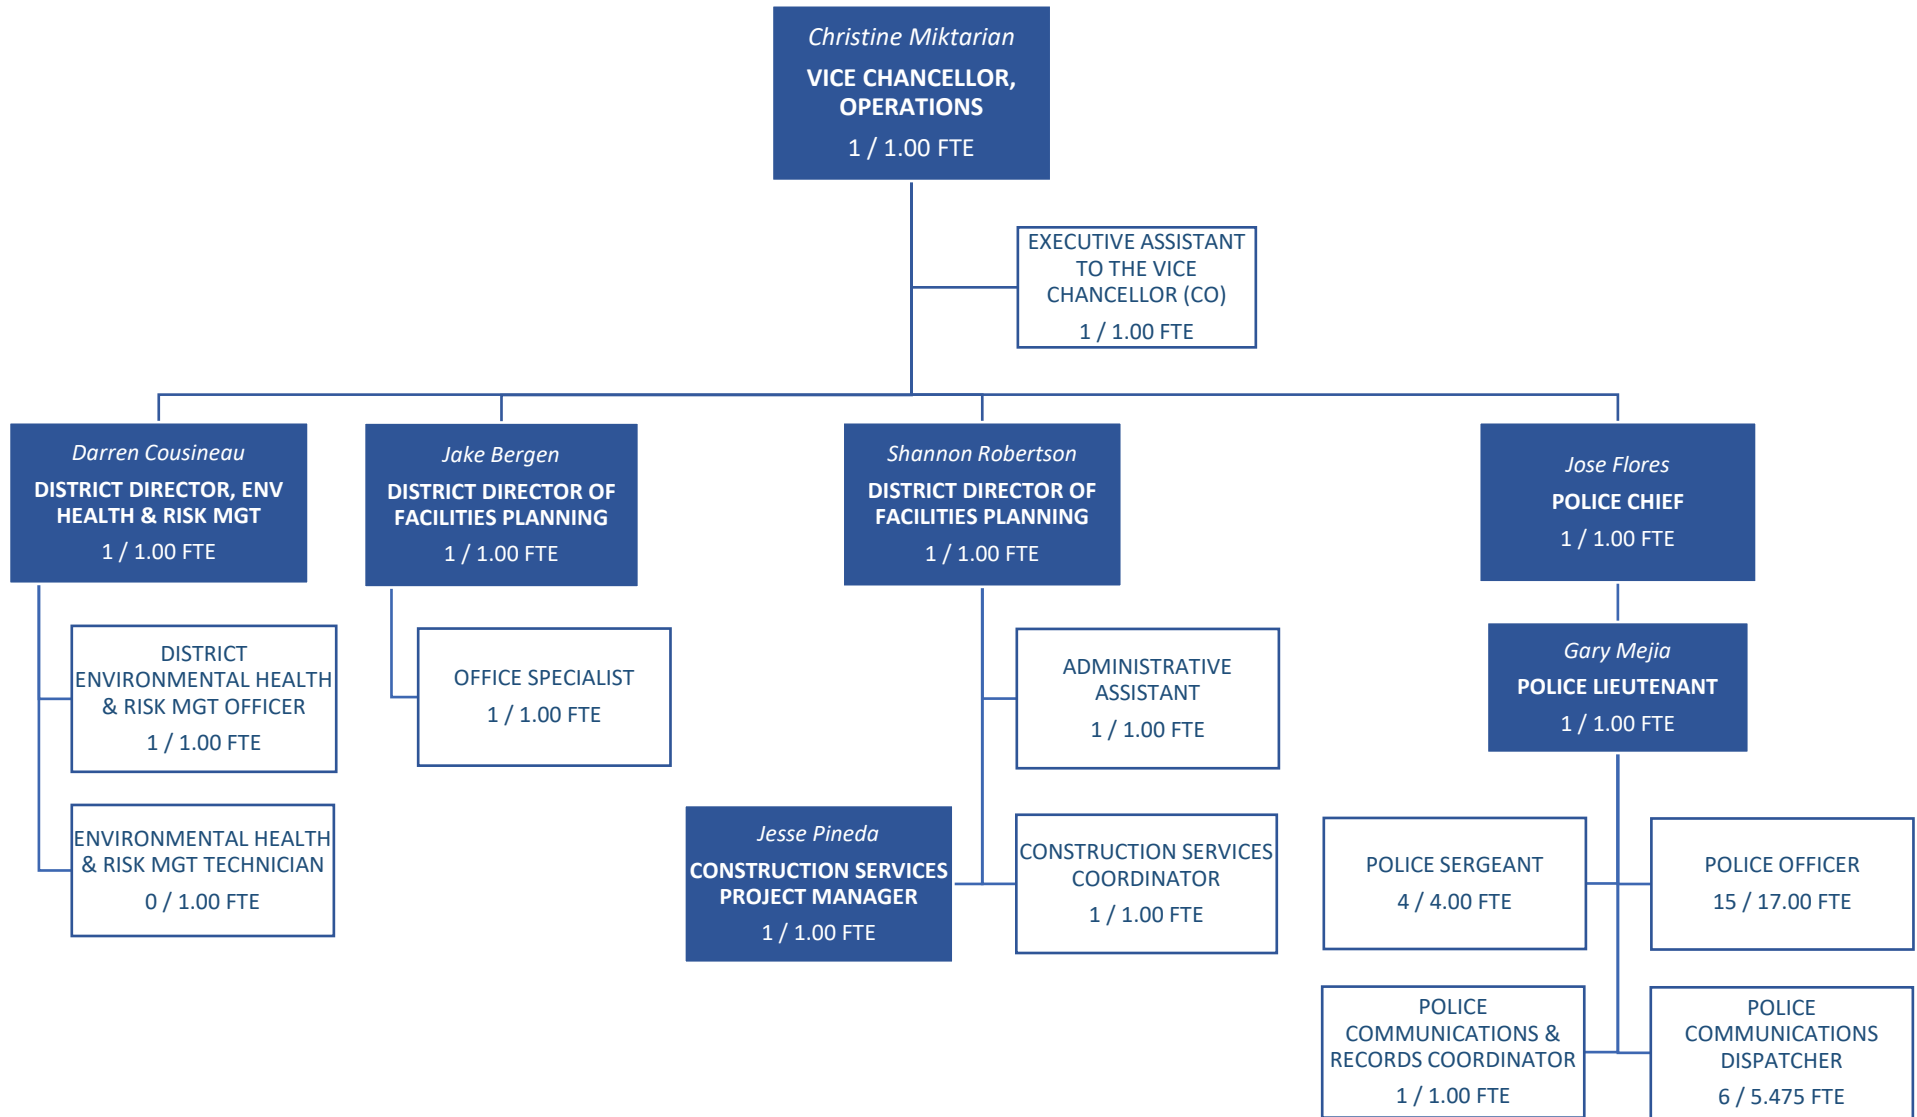 Christine Miktarian
VICE CHANCELLOR,
OPERATIONS
1 / 1.00 FTE
EXECUTIVE ASSISTANT
TO THE VICE
CHANCELLOR (CO)
1 / 1.00 FTE
Darren Cousineau
DISTRICT DIRECTOR, ENV
HEALTH & RISK MGT
1 / 1.00 FTE
Jake Bergen
DISTRICT DIRECTOR OF
FACILITIES PLANNING
1 / 1.00 FTE
Shannon Robertson
DISTRICT DIRECTOR OF
FACILITIES PLANNING
1 / 1.00 FTE
Jose Flores
POLICE CHIEF
1 / 1.00 FTE
DISTRICT
ENVIRONMENTAL HEALTH
& RISK MGT OFFICER
1 / 1.00 FTE
OFFICE SPECIALIST
1 / 1.00 FTE
ADMINISTRATIVE
ASSISTANT
1 / 1.00 FTE
Gary Mejia
POLICE LIEUTENANT
1 / 1.00 FTE
ENVIRONMENTAL HEALTH
& RISK MGT TECHNICIAN
0 / 1.00 FTE
Jesse Pineda
CONSTRUCTION SERVICES
PROJECT MANAGER
1 / 1.00 FTE
CONSTRUCTION SERVICES
COORDINATOR
1 / 1.00 FTE
POLICE SERGEANT
4 / 4.00 FTE
POLICE OFFICER
15 / 17.00 FTE
POLICE
COMMUNICATIONS &
RECORDS COORDINATOR
1 / 1.00 FTE
POLICE
COMMUNICATIONS
DISPATCHER
6 / 5.475 FTE